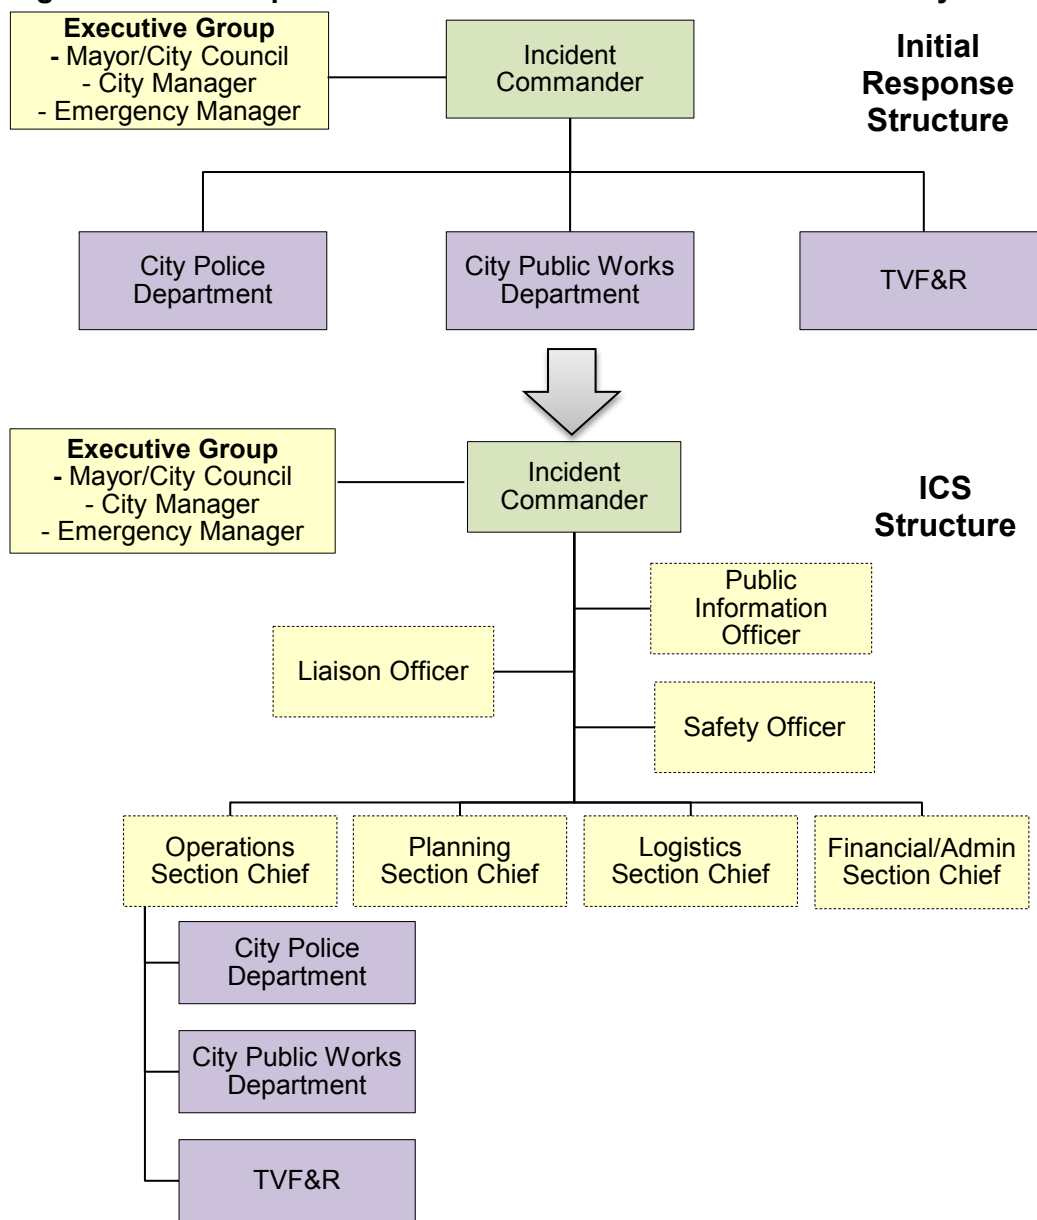 Executive Group
- Mayor/City Council
- City Manager
- Emergency Manager
Incident
Commander
Initial
Response
Structure
City Police
Department
City Public Works
Department
TVF&R
Executive Group
- Mayor/City Council
- City Manager
- Emergency Manager
Incident
Commander
ICS
Structure
Public
Information
Officer
Liaison Officer
Safety Officer
Operations
Section Chief
Planning
Section Chief
Logistics
Section Chief
Financial/Admin
Section Chief
City Police
Department
City Public Works
Department
TVF&R